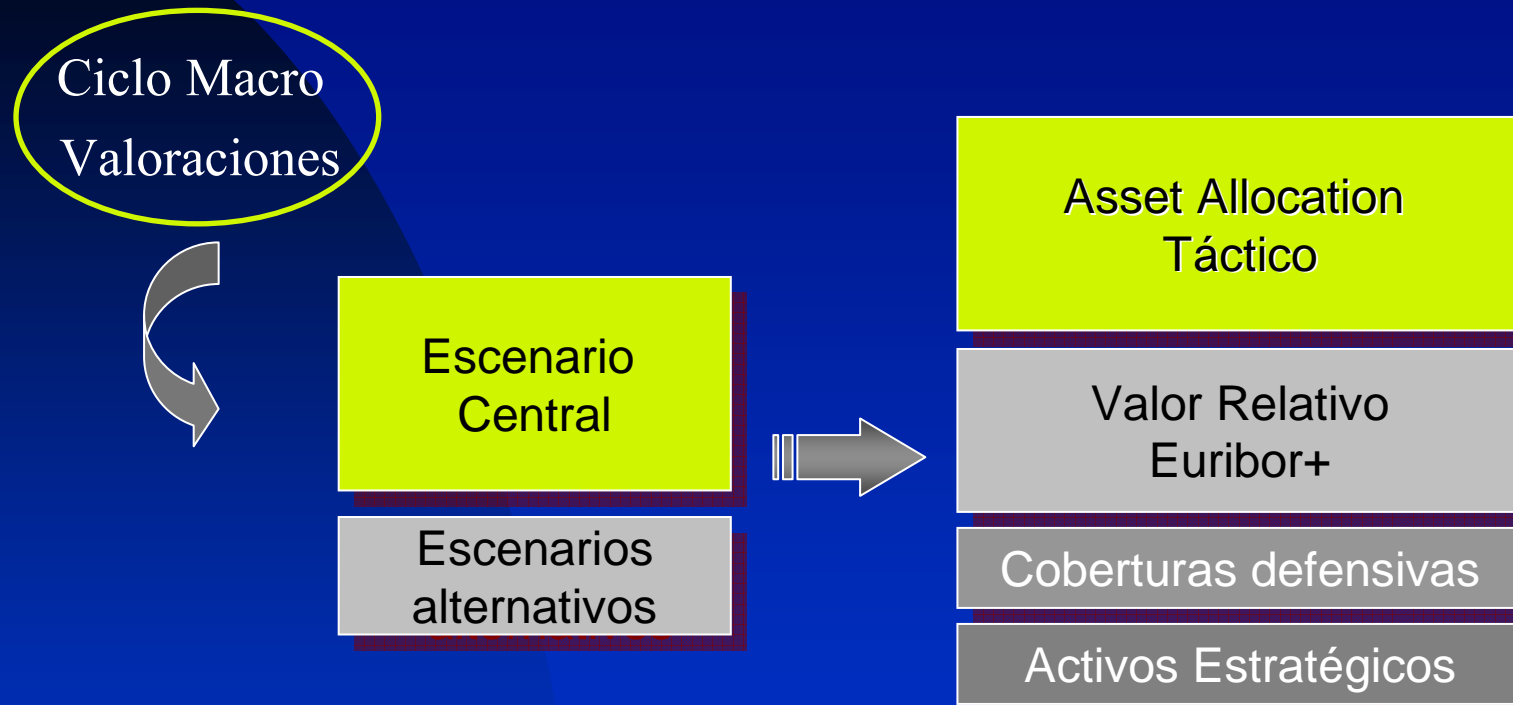 Ciclo Macro
Valoraciones
Escenario
Central
Escenarios
alternativos
Asset Allocation
Táctico
Valor Relativo
Euribor+
Coberturas defensivas
Activos Estratégicos